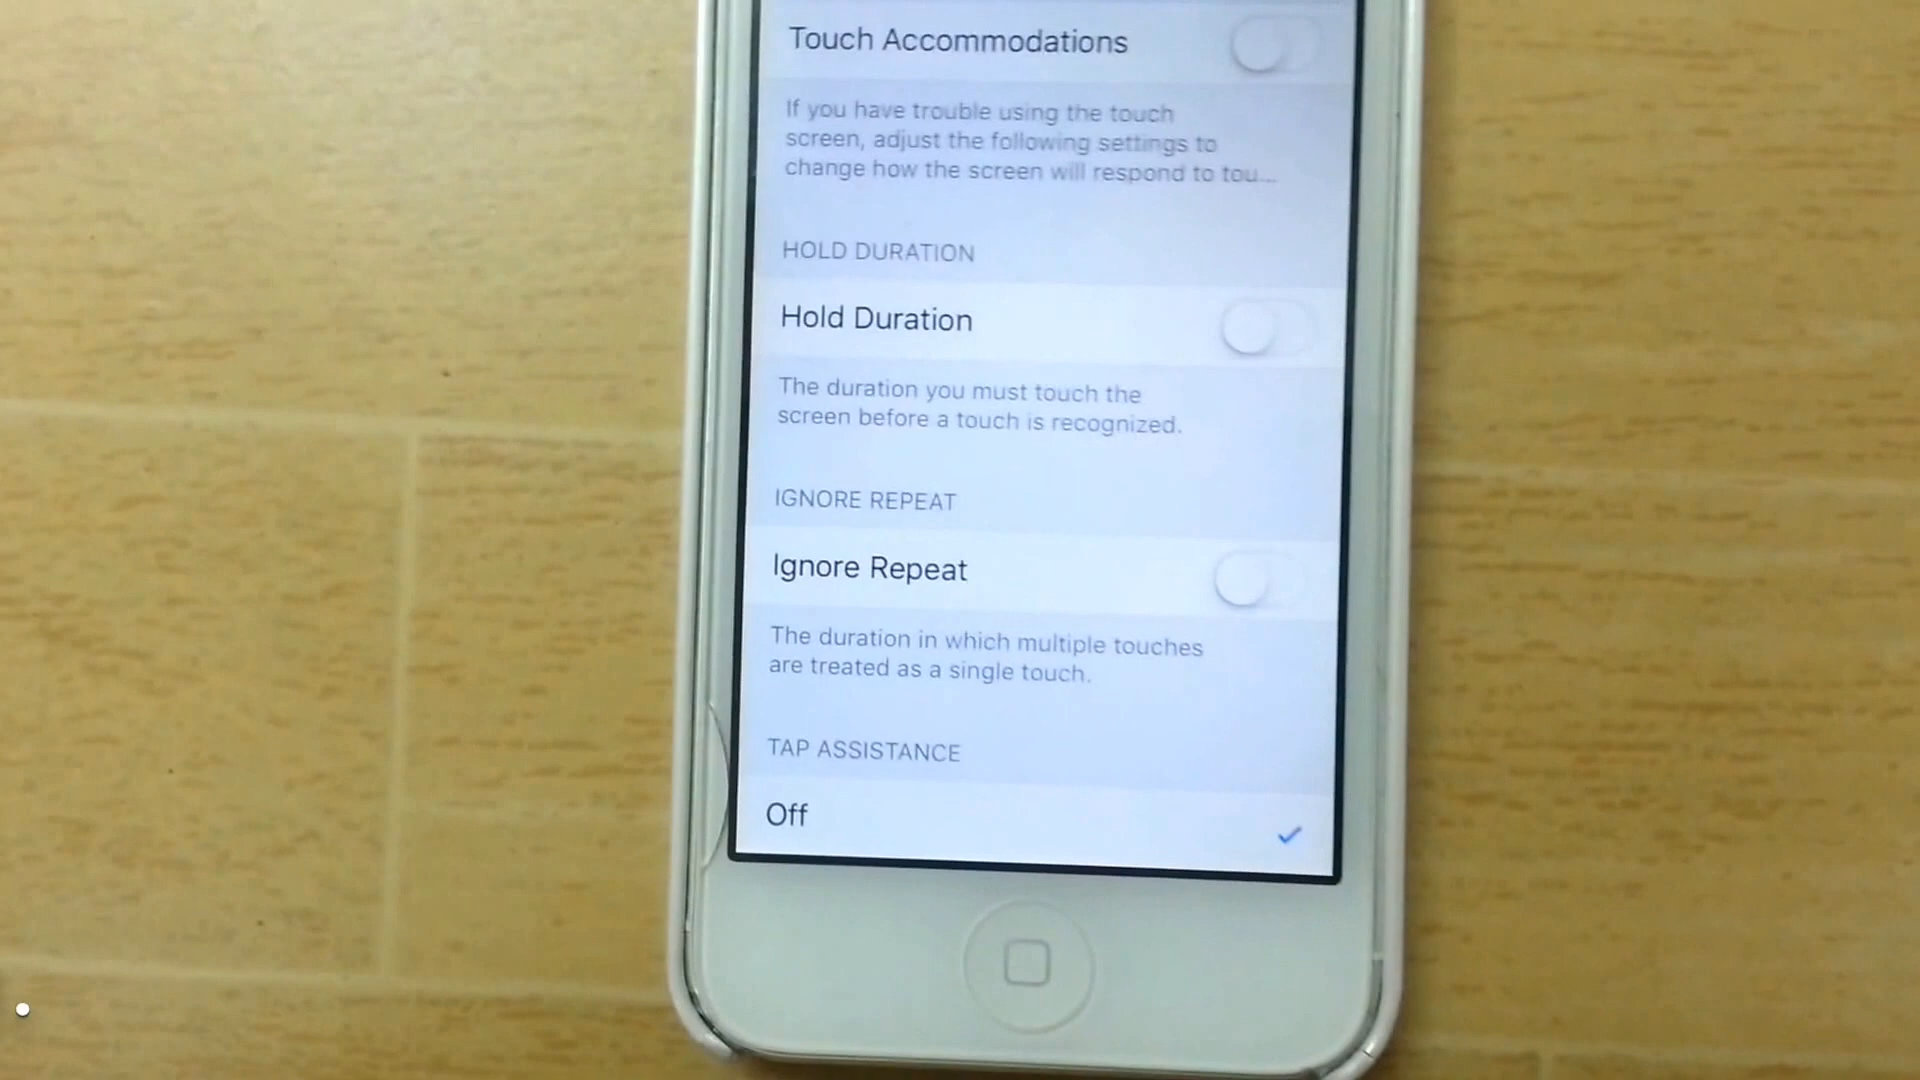 Touch Accommodations
If you have trouble using the touch
screen, adjust the following settings to
change how the screen will respond to tou...
HOLD DURATION
Hold Duration
The duration you must touch the
screen before a touch is recognized.
IGNORE REPEAT
Ignore Repeat
The duration in which multiple touches
are treated as a single touch.
TAP ASSISTANCE
Off